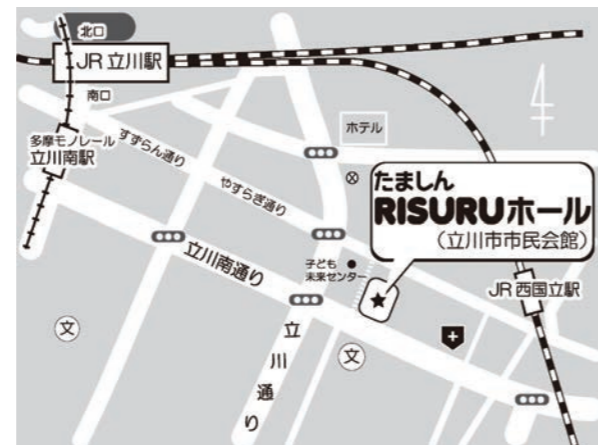 北口
JR 立川駅
南口
多摩モノレール
立川南駅
すずらん通り
やすらぎ通り
ホテル
たましん
RISURUホール
(立川市市民会館)
立川南通り
子ども
未来センター
JR 西国立駅
立川通り
文
文